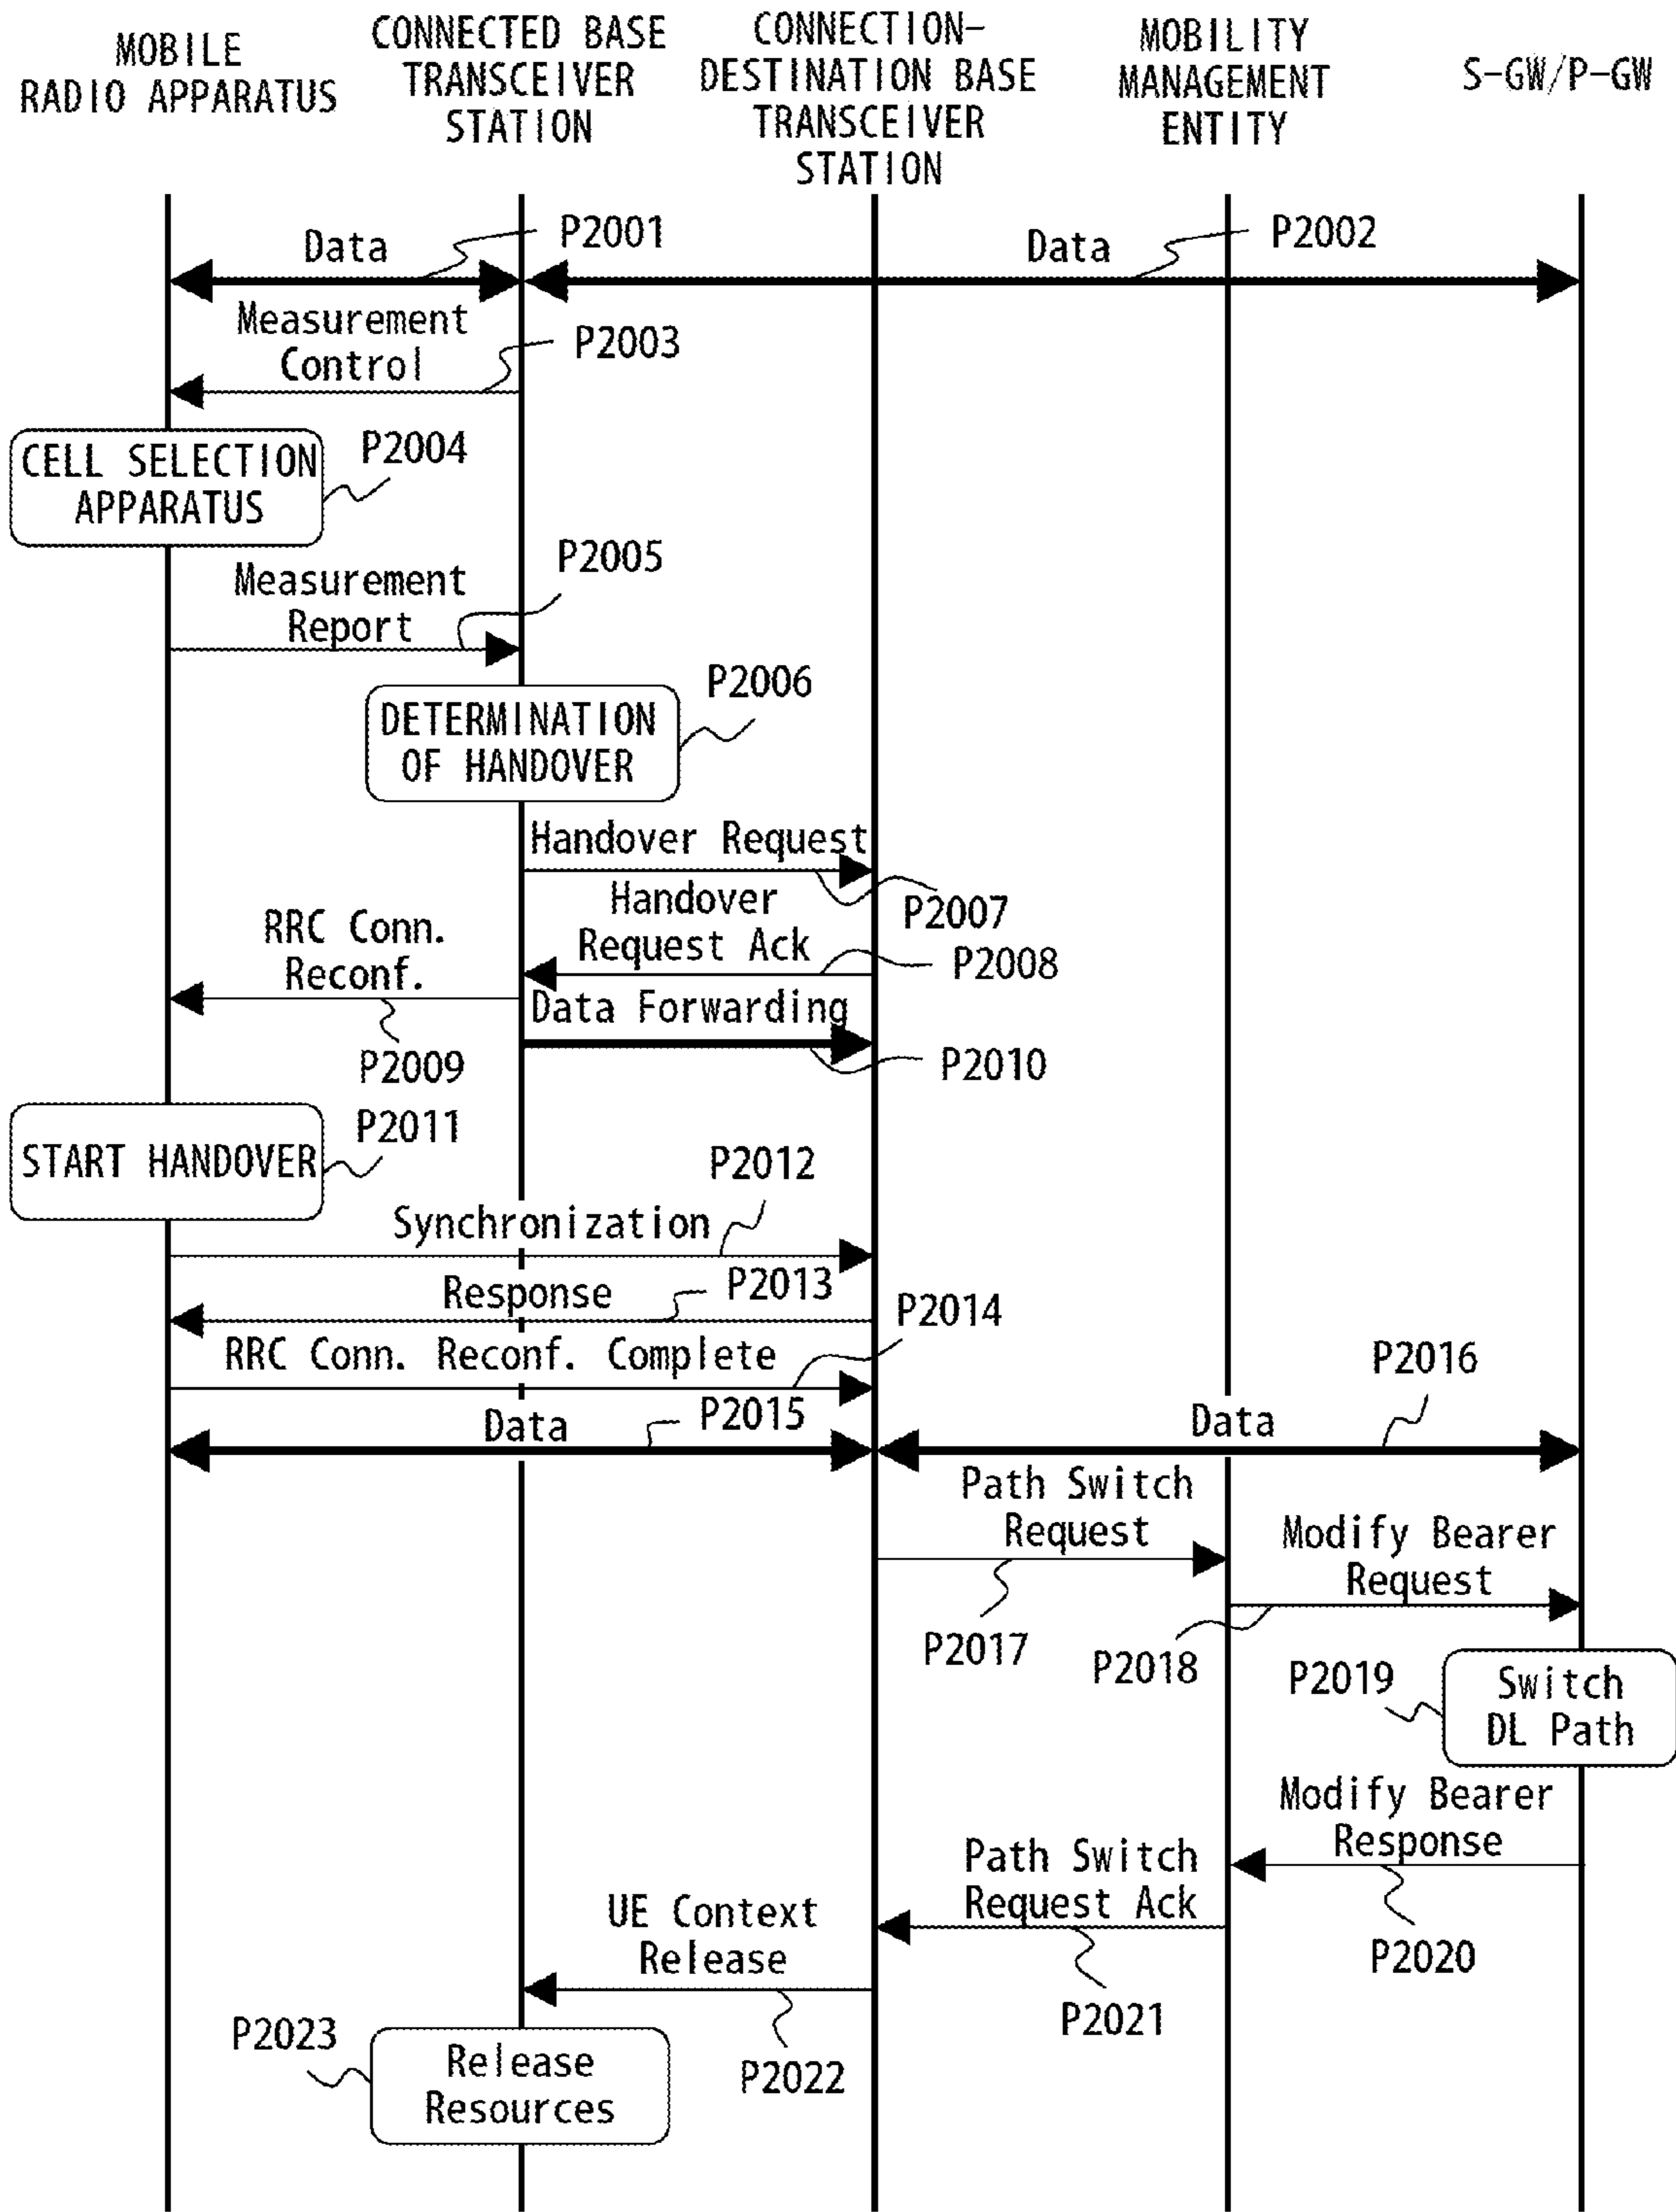 MOBILE
RADIO APPARATUS
CONNECTED BASE
TRANSCEIVER
STATION
CONNECTION-
DESTINATION BASE
TRANSCEIVER
STATION
MOBILITY
MANAGEMENT
ENTITY
S-GW/P-GW
Data
P2001
Data
P2002
Measurement
Control
P2003
CELL SELECTION
APPARATUS
P2004
Measurement
Report
P2005
DETERMINATION
OF HANDOVER
P2006
Handover Request
P2007
Handover
Request Ack
P2008
RRC Conn.
Reconf.
P2009
Data Forwarding
P2010
START HANDOVER
P2011
Synchronization
P2012
Response
P2013
RRC Conn. Reconf. Complete
P2014
Data
P2015
Data
P2016
Path Switch
Request
P2017
Modify Bearer
Request
P2018
Switch
DL Path
P2019
Modify Bearer
Response
P2020
Path Switch
Request Ack
P2021
UE Context
Release
P2022
Release
Resources
P2023